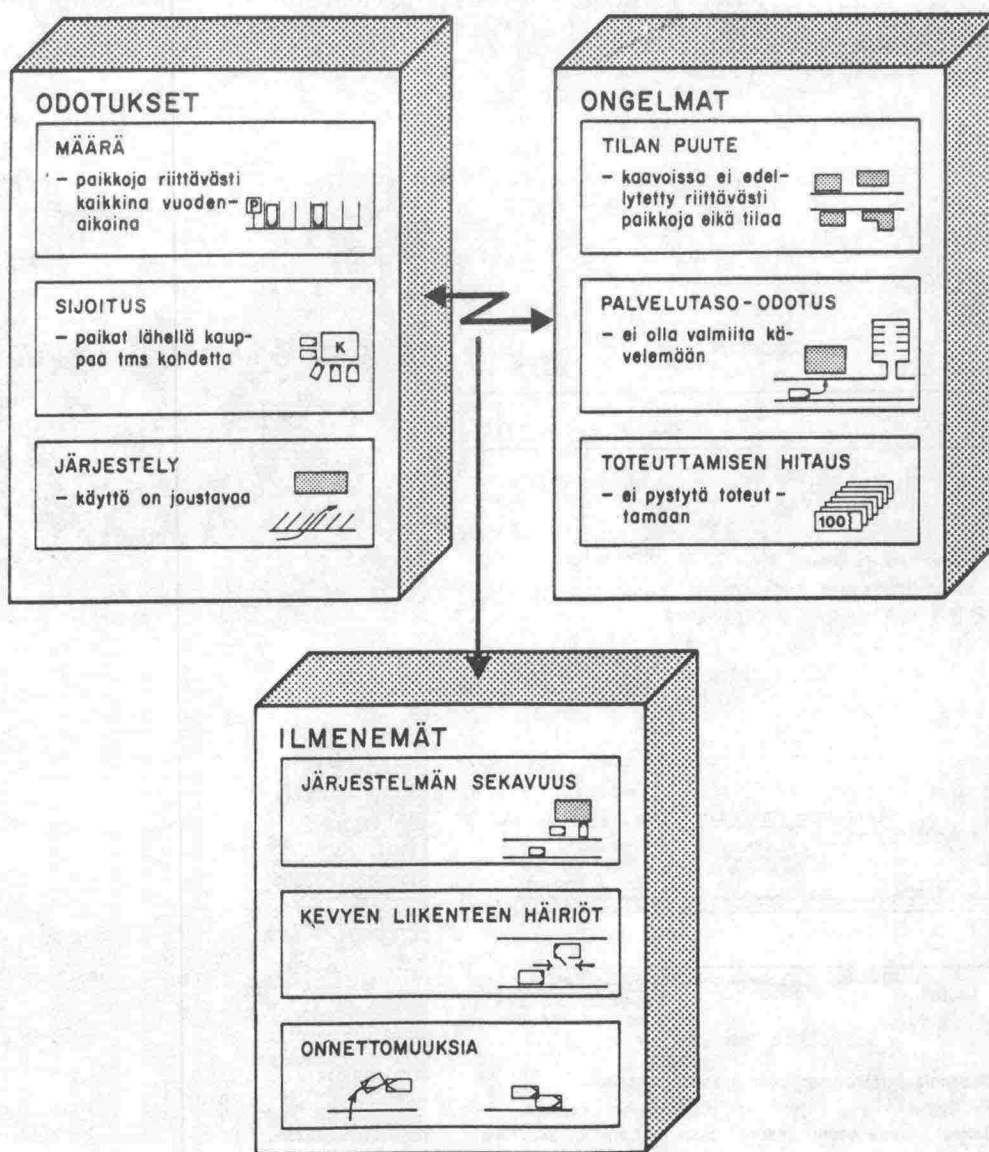 ODOTUKSET
MÄÄRÄ
- paikkoja riittävästi
kaikkina vuoden-
aikoina
P
SIJOITUS
- paikat lähellä kaup-
paa tms kohdetta
K
JÄRJESTELY
- käyttö on joustavaa
ONGELMAT
TILAN PUUTE
- kaavoissa ei edel-
lytetty riittävästi
paikkoja eikä tilaa
PALVELUTASO-ODOTUS
- ei olla valmiita kä-
velemään
TOTEUTTAMISEN HITAUS
- ei pystytä toteut-
tamaan
100
ILMENEMÄT
JÄRJESTELMÄN SEKAVUUS
KEVYEN LIIKENTEEN HÄIRIÖT
ONNETTOMUUKSIA